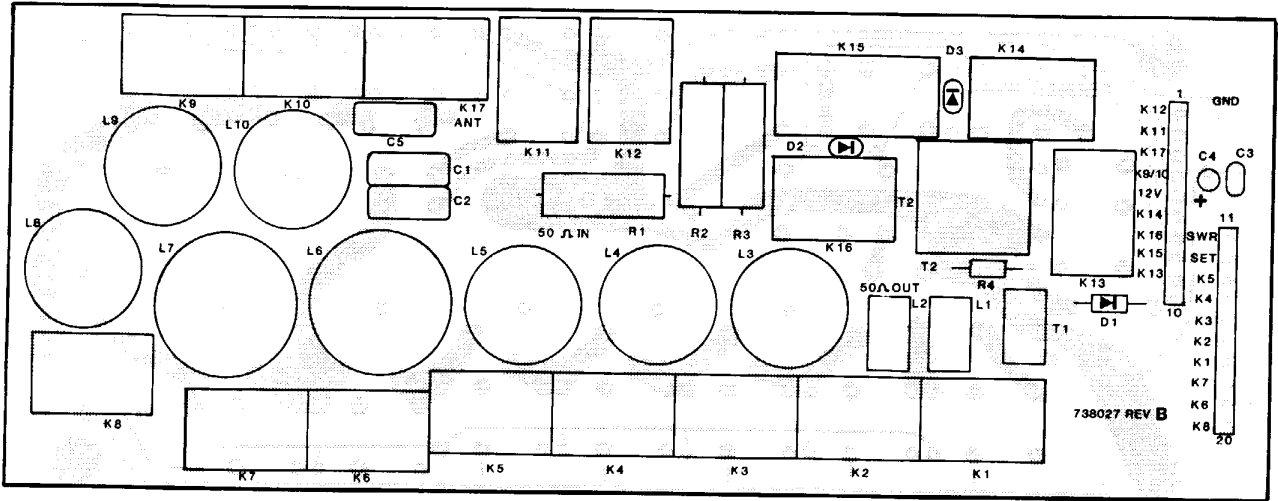 K15
D3
K14
1
K9
K10
K17
ANT
K12
GND
L9
L10
C5
K11
K12
D2
K11
K17
C4
C3
C1
K9/10
12V
T2
+
C2
K14
11
L8
50 Ω IN
R1
R2
R3
K16
K16
SWR
L7
L6
L5
L4
L3
T2
K15
SET
R4
K13
K13
K5
50Ω OUT
L2
L1
T1
D1
10
K4
K3
K2
K1
K7
K6
K8
20
K8
738027 REV B
K7
K6
K5
K4
K3
K2
K1